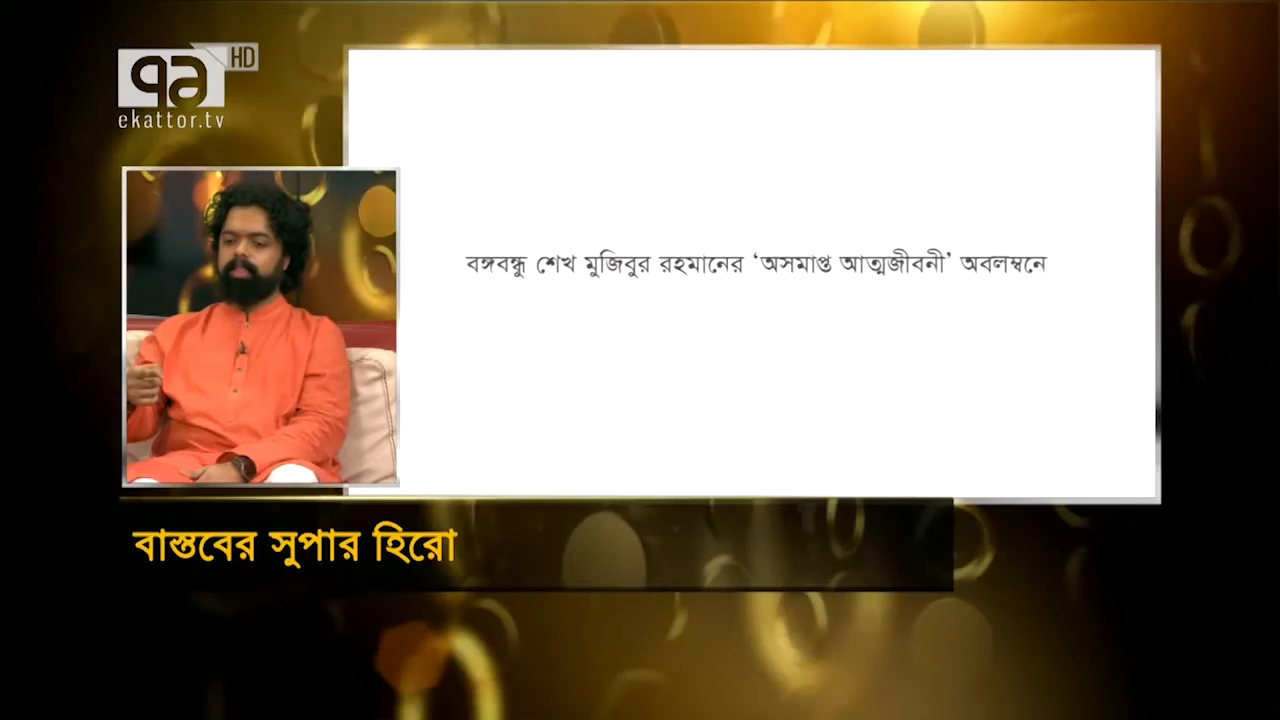 ৭১
HD
ekattor.tv
বঙ্গবন্ধু শেখ মুজিবুর রহমানের ‘অসমাপ্ত আত্মজীবনী’ অবলম্বনে
বাস্তবের সুপার হিরো